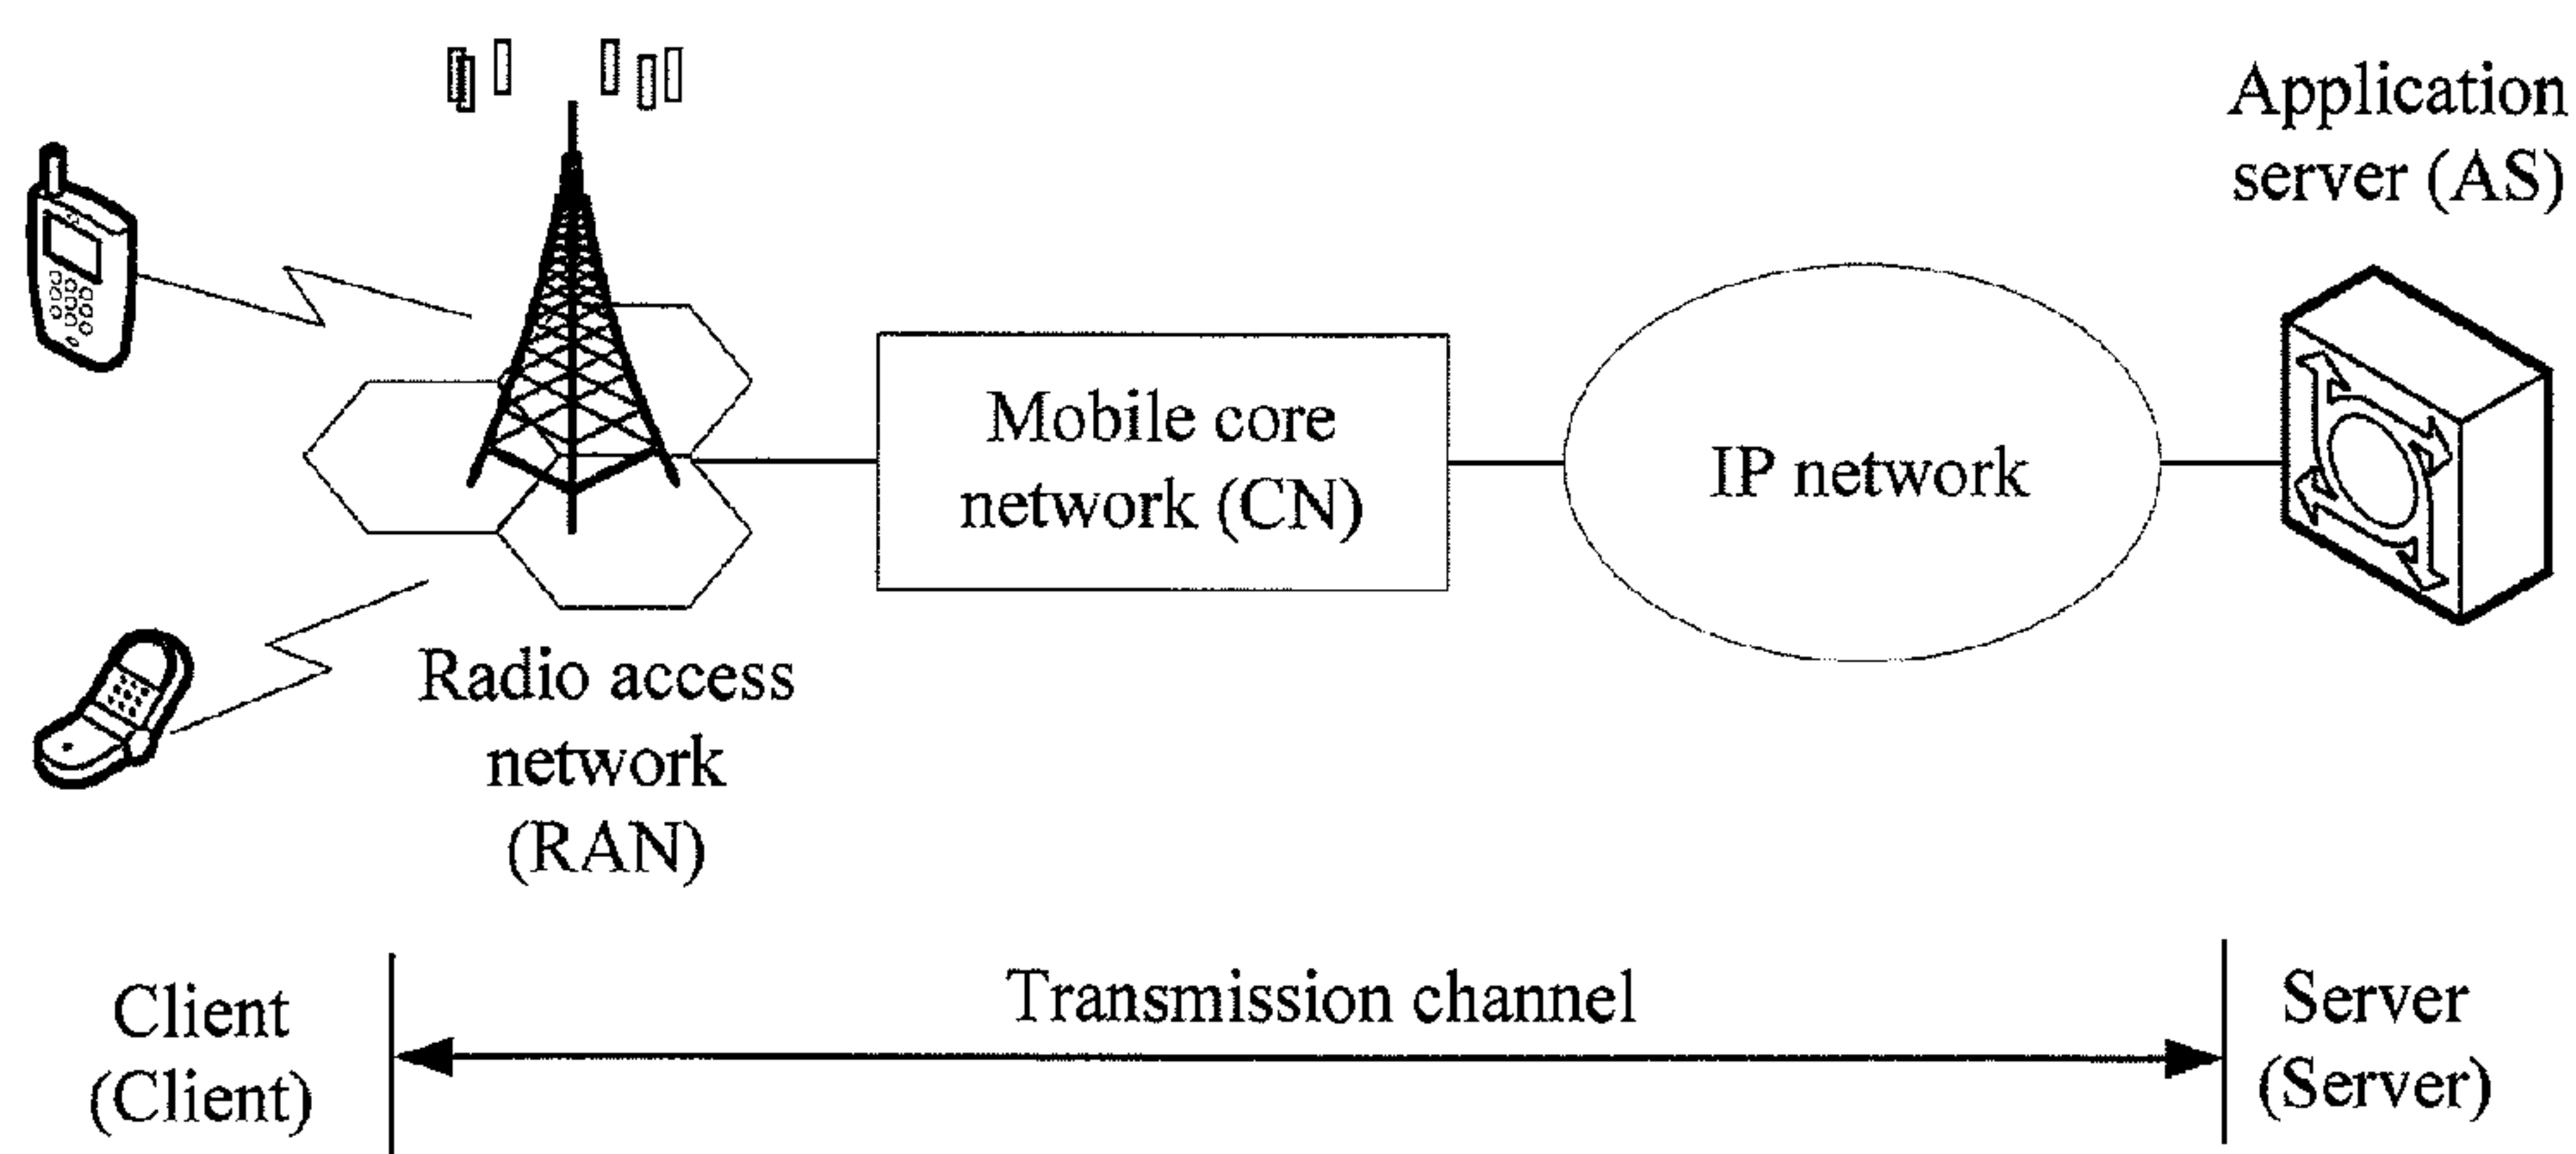 Application
server (AS)
Mobile core
network (CN)
IP network
Radio access
network
(RAN)
Transmission channel
Client
(Client)
Server
(Server)